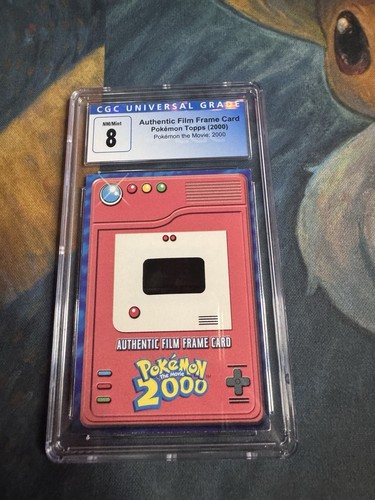 CGC UNIVERSAL GRADE
NM/Mint
8
Authentic Film Frame Card
Pokémon Topps (2000)
Pokémon the Movie: 2000
AUTHENTIC FILM FRAME CARD
POKéMON
THE MOVIE
2000